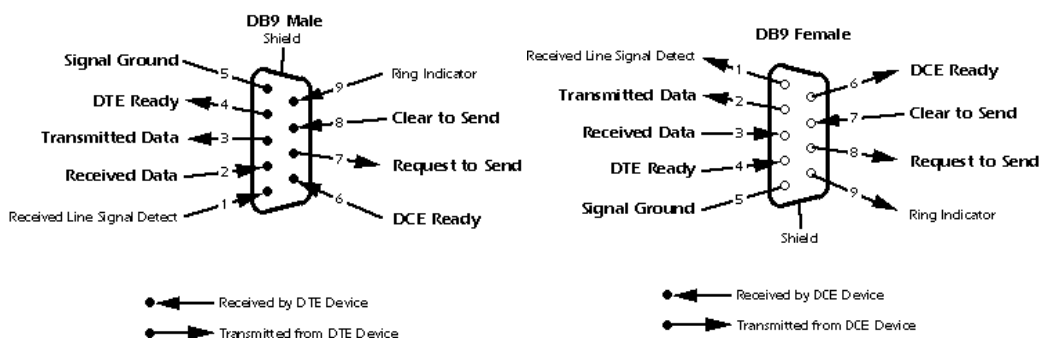 DB9 Male
Shield
Signal Ground
5
9
Ring Indicator
DTE Ready
4
8
Clear to Send
Transmitted Data
3
7
Request to Send
Received Data
2
6
DCE Ready
Received Line Signal Detect
1
Received by DTE Device
Transmitted from DTE Device
DB9 Female
Received Line Signal Detect
1
6
DCE Ready
Transmitted Data
2
7
Clear to Send
Received Data
3
8
Request to Send
DTE Ready
4
9
Ring Indicator
Signal Ground
5
Shield
Received by DCE Device
Transmitted from DCE Device